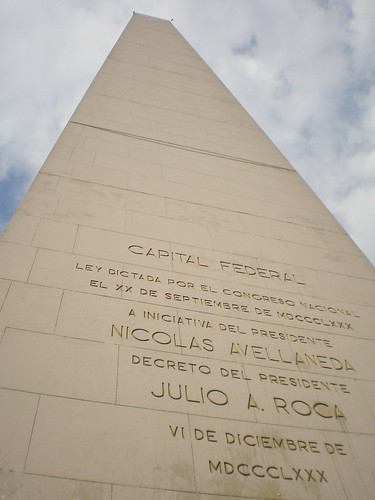 CAPITAL FEDERAL
LEY DICTADA POR EL CONGRESO NACIONAL
EL XX DE SEPTIEMBRE DE MDCCCLXXX
A INICIATIVA DEL PRESIDENTE
NICOLAS AVELLANEDA
DECRETO DEL PRESIDENTE
JULIO A. ROCA
VI DE DICIEMBRE DE
MDCCCLXXX